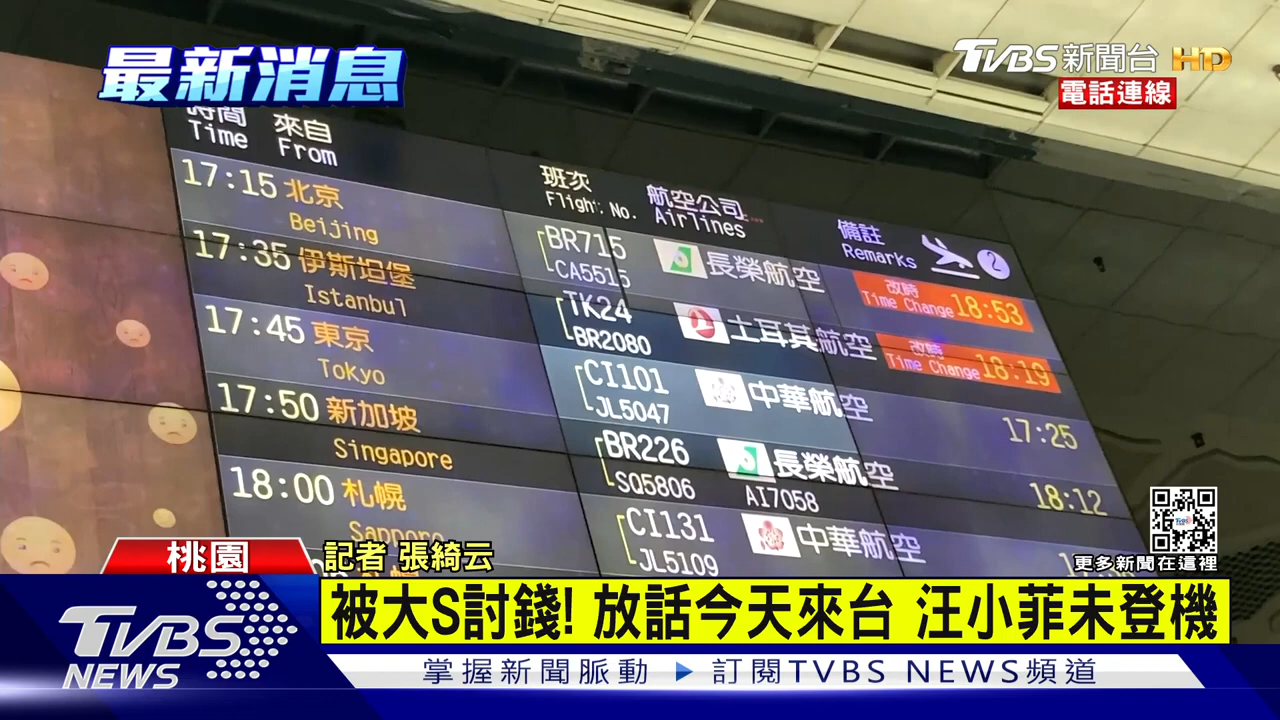 最新消息
TVBS新聞台 HD
電話連線
時間 來自 班次 航空公司 備註
Time From Flight No. Airlines Remarks 2
17:15 北京 BR715 長榮航空 改時 18:53
Beijing CA5515 Time Change
17:35 伊斯坦堡 TK24 土耳其航空 改時 18:19
Istanbul BR2080 Time Change
17:45 東京 CI101 中華航空 17:25
Tokyo JL5047
17:50 新加坡 BR226 長榮航空 18:12
Singapore SQ5806 AI7058
18:00 札幌 CI131 中華航空
Sapporo JL5109
更多新聞在這裡
桃園 記者 張綺云
被大S討錢! 放話今天來台 汪小菲未登機
TVBS NEWS
掌握新聞脈動 ▶ 訂閱TVBS NEWS頻道